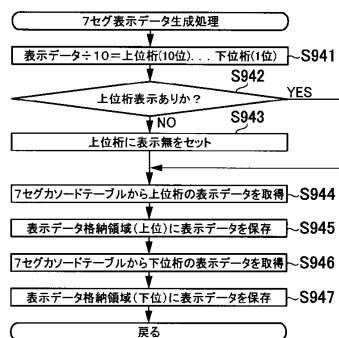 7セグ表示データ生成処理
表示データ÷10=上位桁(10位)...下位桁(1位)
S941
S942
上位桁表示ありか?
YES
NO
S943
上位桁に表示無をセット
7セグカソードテーブルから上位桁の表示データを取得
S944
表示データ格納領域(上位)に表示データを保存
S945
7セグカソードテーブルから下位桁の表示データを取得
S946
表示データ格納領域(下位)に表示データを保存
S947
戻る